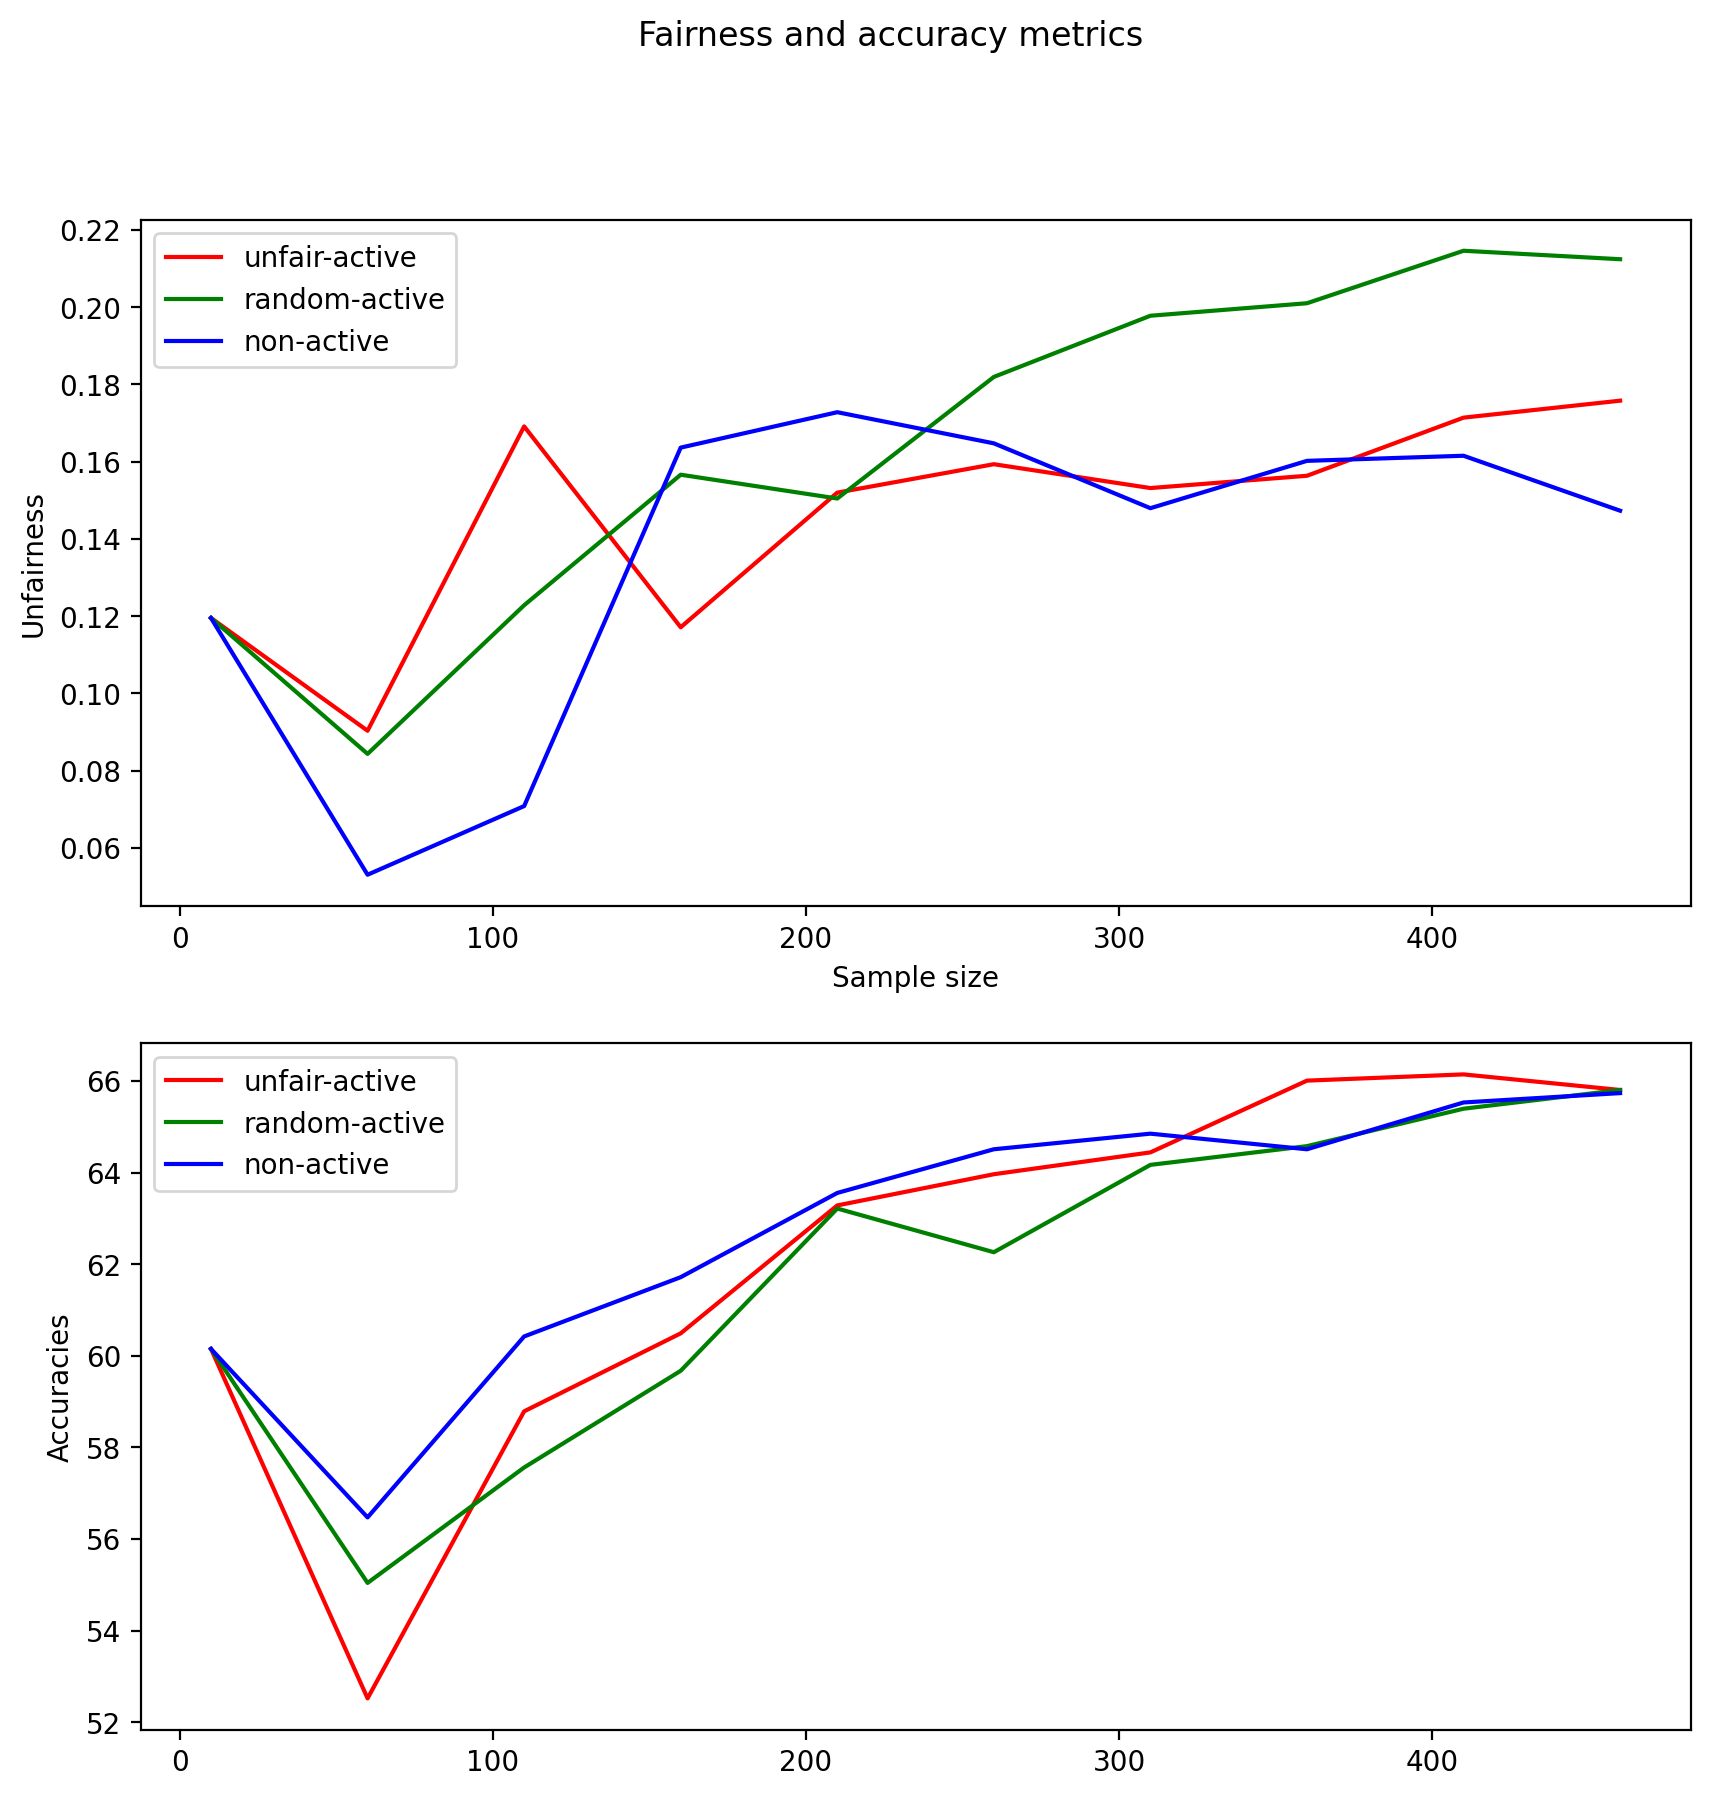 Fairness and accuracy metrics
0.22
0.20
0.18
0.16
0.14
0.12
0.10
0.08
0.06
Unfairness
unfair-active
random-active
non-active
0 100 200 300 400
Sample size
66
64
62
60
58
56
54
52
Accuracies
unfair-active
random-active
non-active
0 100 200 300 400